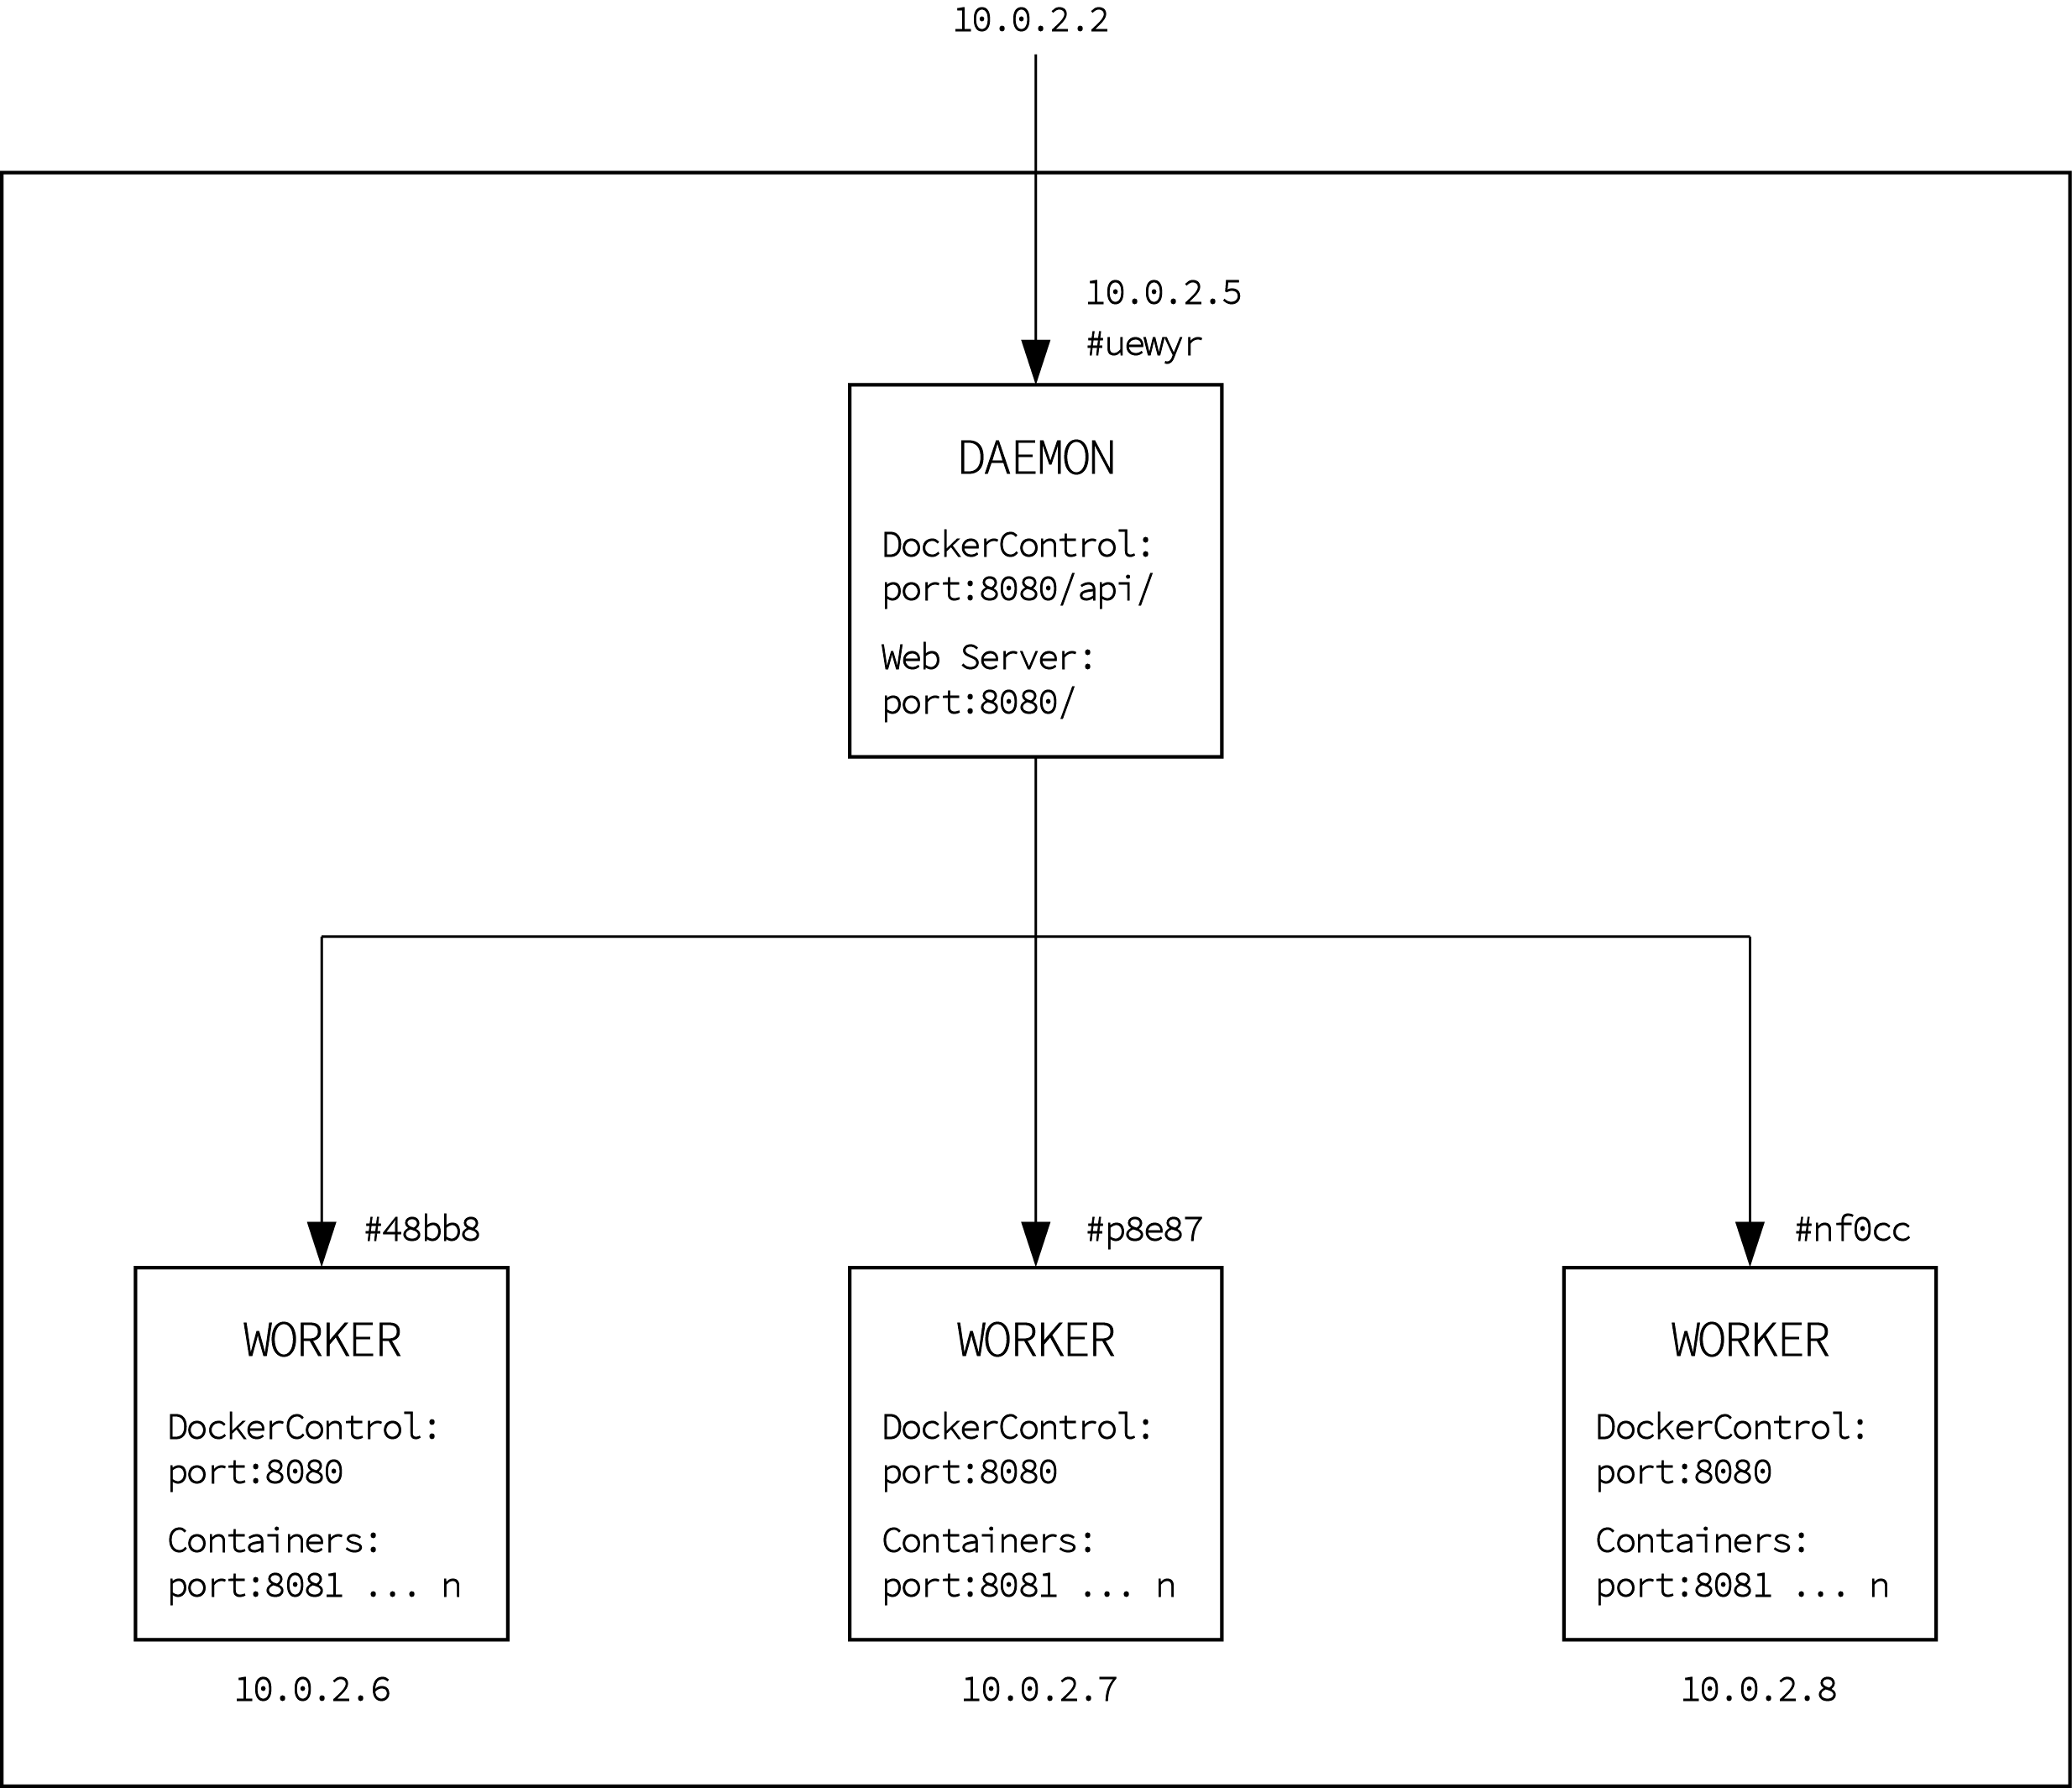 10.0.2.2
10.0.2.5
#uewyr
DAEMON
DockerControl:
port:8080/api/
Web Server:
port:8080/
#48bb8
WORKER
DockerControl:
port:8080
Containers:
port:8081 ... n
10.0.2.6
#p8e87
WORKER
DockerControl:
port:8080
Containers:
port:8081 ... n
10.0.2.7
#nf0cc
WORKER
DockerControl:
port:8080
Containers:
port:8081 ... n
10.0.2.8